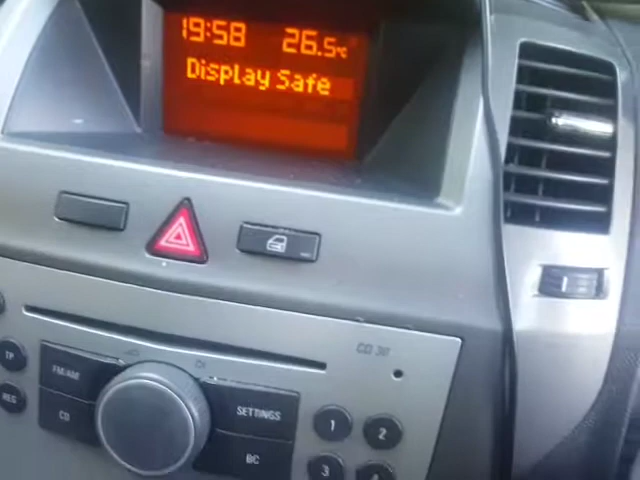 19:58 26.5°c
Display Safe
CD 30
TP
FM/AM
REG
CD
SETTINGS
BC
1 2
3 4